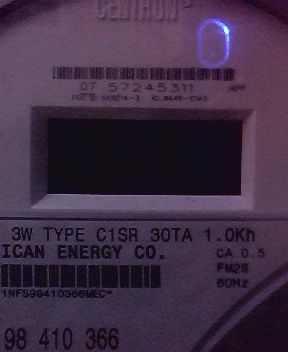 CENTRON
07 57245311
3W TYPE C1SR 30TA 1.0Kh
ICAN ENERGY CO.
CA 0.5
FM2S
60Hz
1NFS98410366MEC*
98 410 366